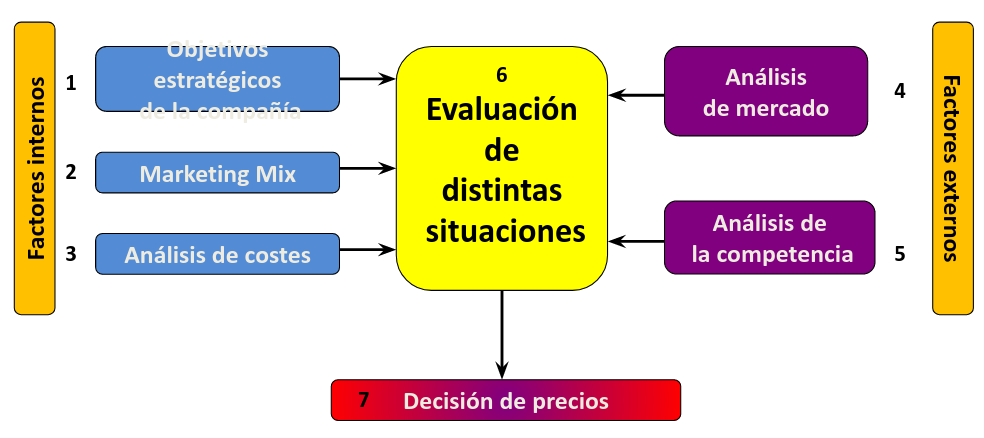 Factores internos
1
Objetivos
estratégicos
de la compañía
2
Marketing Mix
3
Análisis de costes
6
Evaluación
de
distintas
situaciones
Análisis
de mercado
4
Análisis de
la competencia
5
Factores externos
7 Decisión de precios